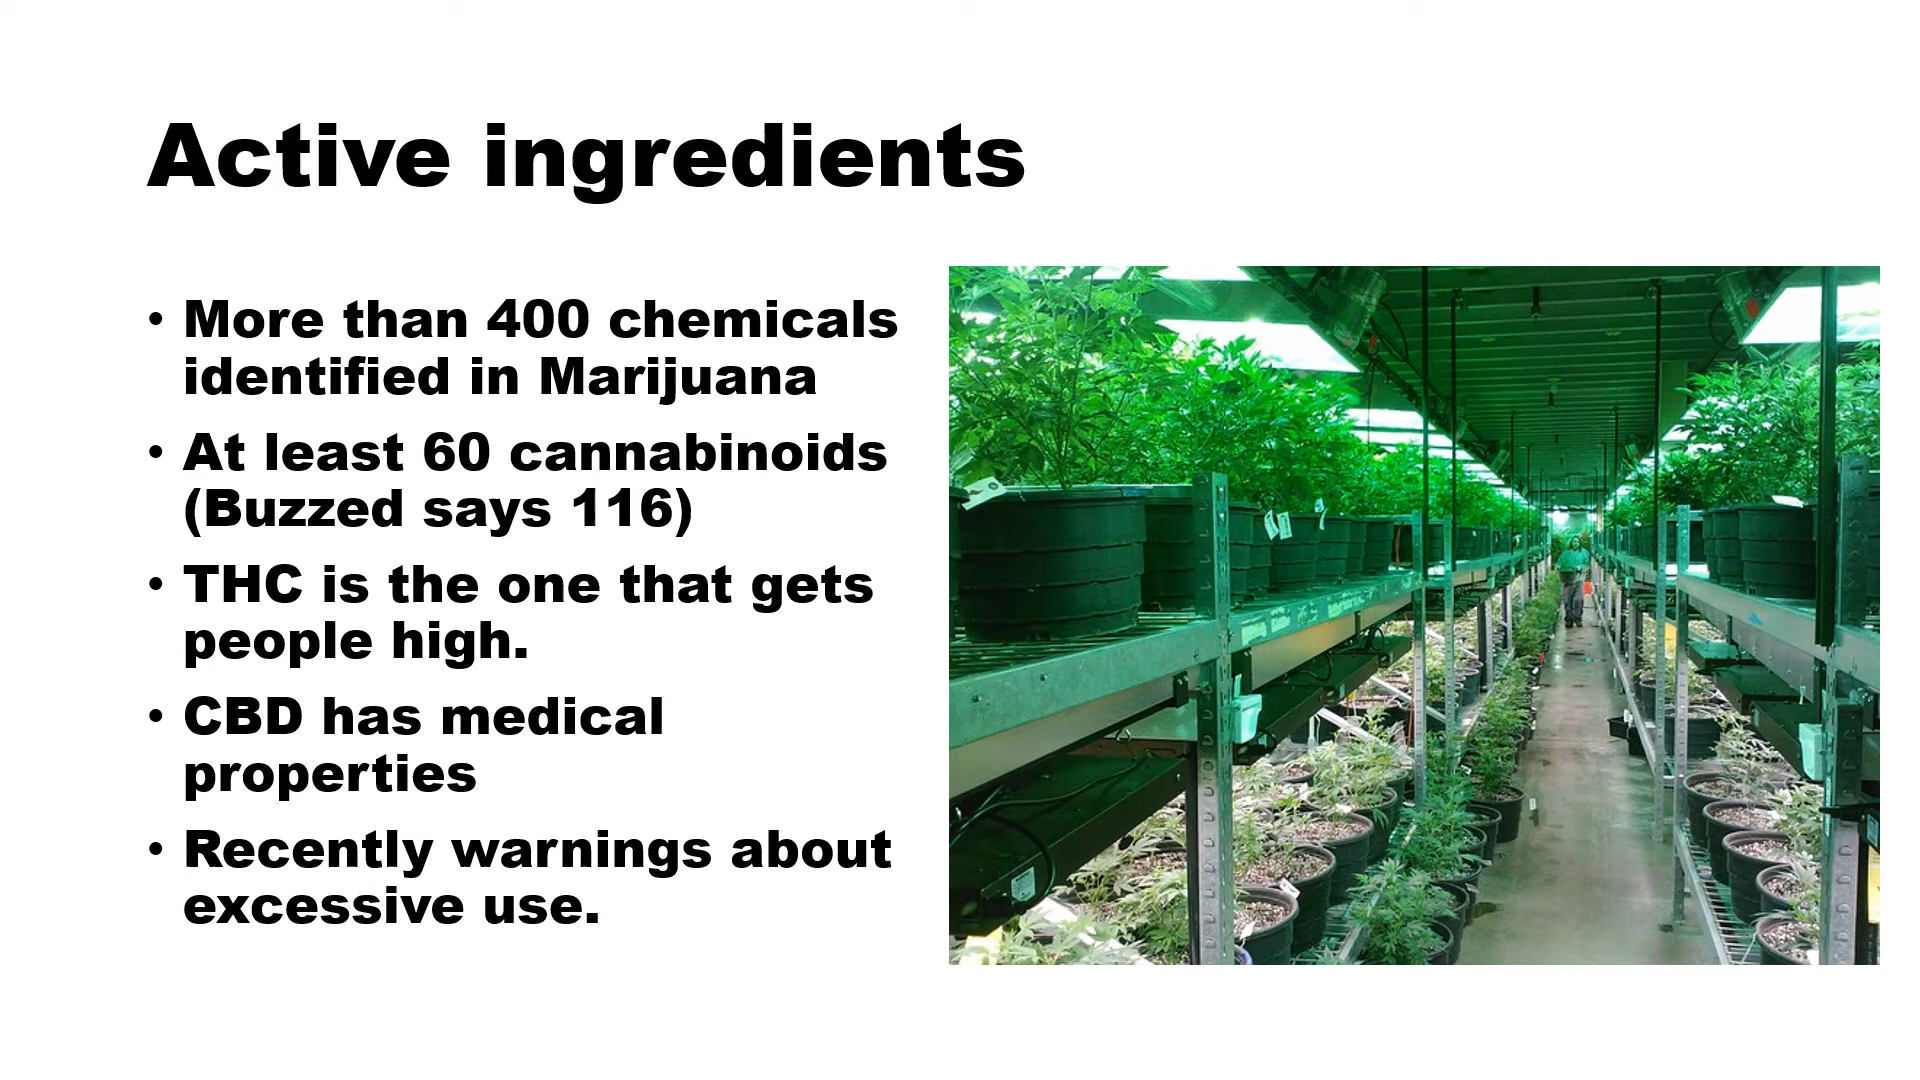 Active ingredients
• More than 400 chemicals
identified in Marijuana
• At least 60 cannabinoids
(Buzzed says 116)
• THC is the one that gets
people high.
• CBD has medical
properties
• Recently warnings about
excessive use.